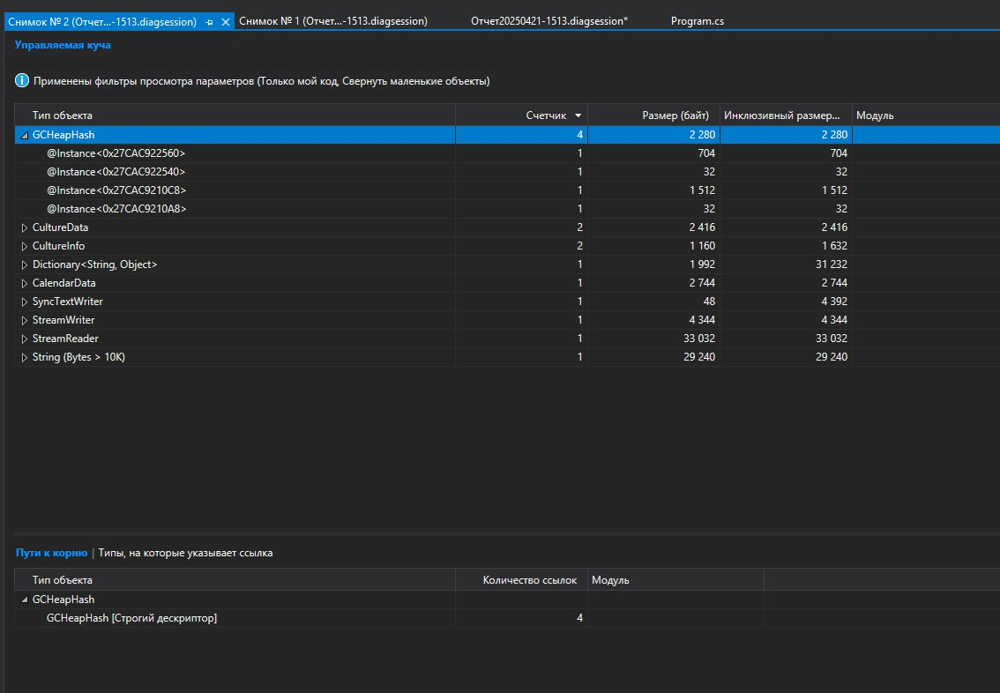 Снимок № 2 (Отчет...-1513.diagsession) Снимок № 1 (Отчет...-1513.diagsession) Отчет20250421-1513.diagsession* Program.cs
Управляемая куча
Применены фильтры просмотра параметров (Только мой код, Свернуть маленькие объекты)
Тип объекта Счетчик Размер (байт) Инклюзивный размер... Модуль
GCHeapHash 4 2 280 2 280
@Instance<0x27CAC922560> 1 704 704
@Instance<0x27CAC922540> 1 32 32
@Instance<0x27CAC9210C8> 1 1 512 1 512
@Instance<0x27CAC9210A8> 1 32 32
CultureData 2 2 416 2 416
CultureInfo 2 1 160 1 632
Dictionary<String, Object> 1 1 992 31 232
CalendarData 1 2 744 2 744
SyncTextWriter 1 48 4 392
StreamWriter 1 4 344 4 344
StreamReader 1 33 032 33 032
String (Bytes > 10K) 1 29 240 29 240
Пути к корню | Типы, на которые указывает ссылка
Тип объекта Количество ссылок Модуль
GCHeapHash
GCHeapHash [Строгий дескриптор] 4